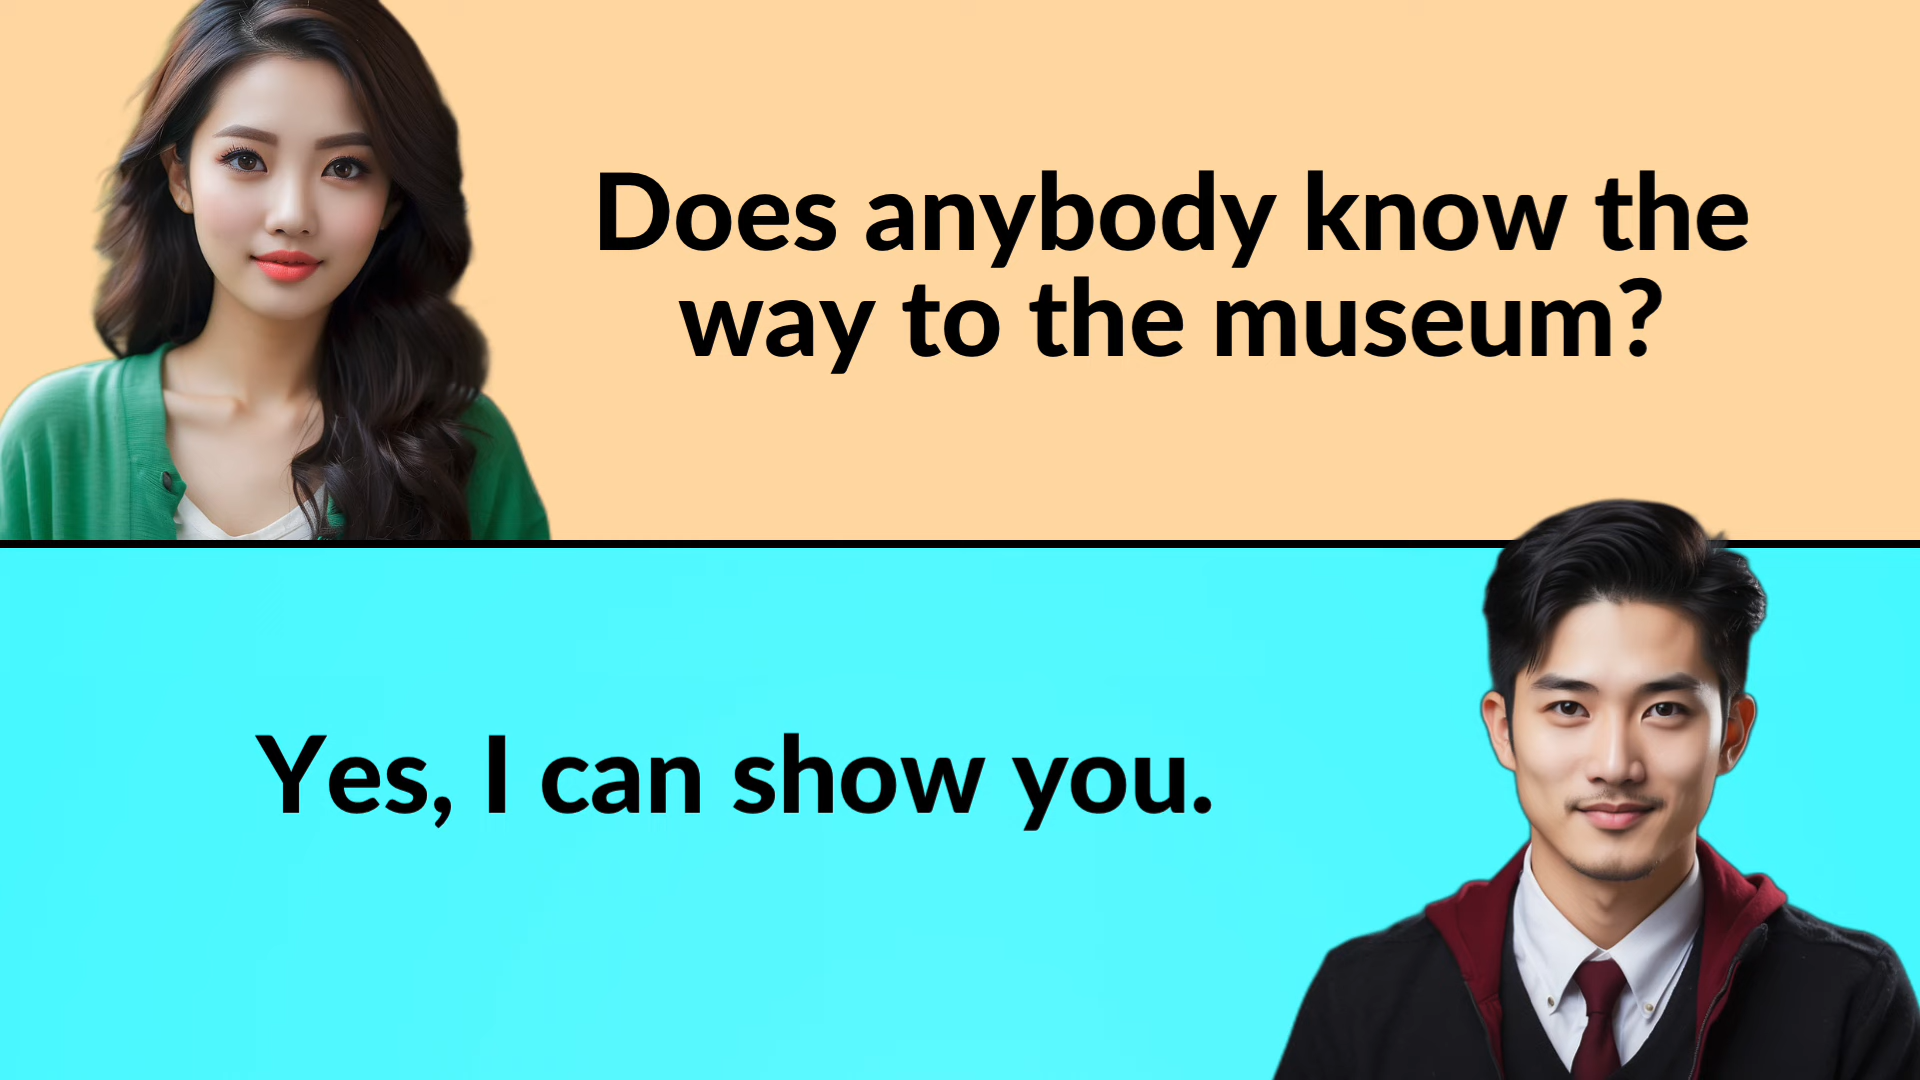 Does anybody know the
way to the museum?
Yes, I can show you.